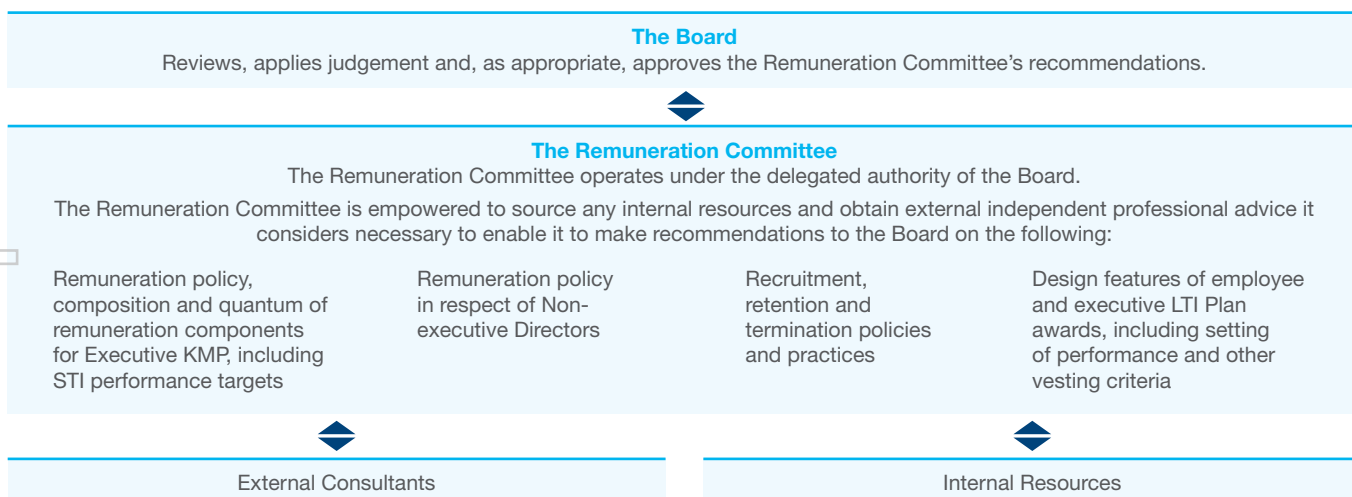 The Board
Reviews, applies judgement and, as appropriate, approves the Remuneration Committee’s recommendations.
The Remuneration Committee
The Remuneration Committee operates under the delegated authority of the Board.
The Remuneration Committee is empowered to source any internal resources and obtain external independent professional advice it
considers necessary to enable it to make recommendations to the Board on the following:
Remuneration policy,
composition and quantum of
remuneration components
for Executive KMP, including
STI performance targets
Remuneration policy
in respect of Non-
executive Directors
Recruitment,
retention and
termination policies
and practices
Design features of employee
and executive LTI Plan
awards, including setting
of performance and other
vesting criteria
External Consultants
Internal Resources